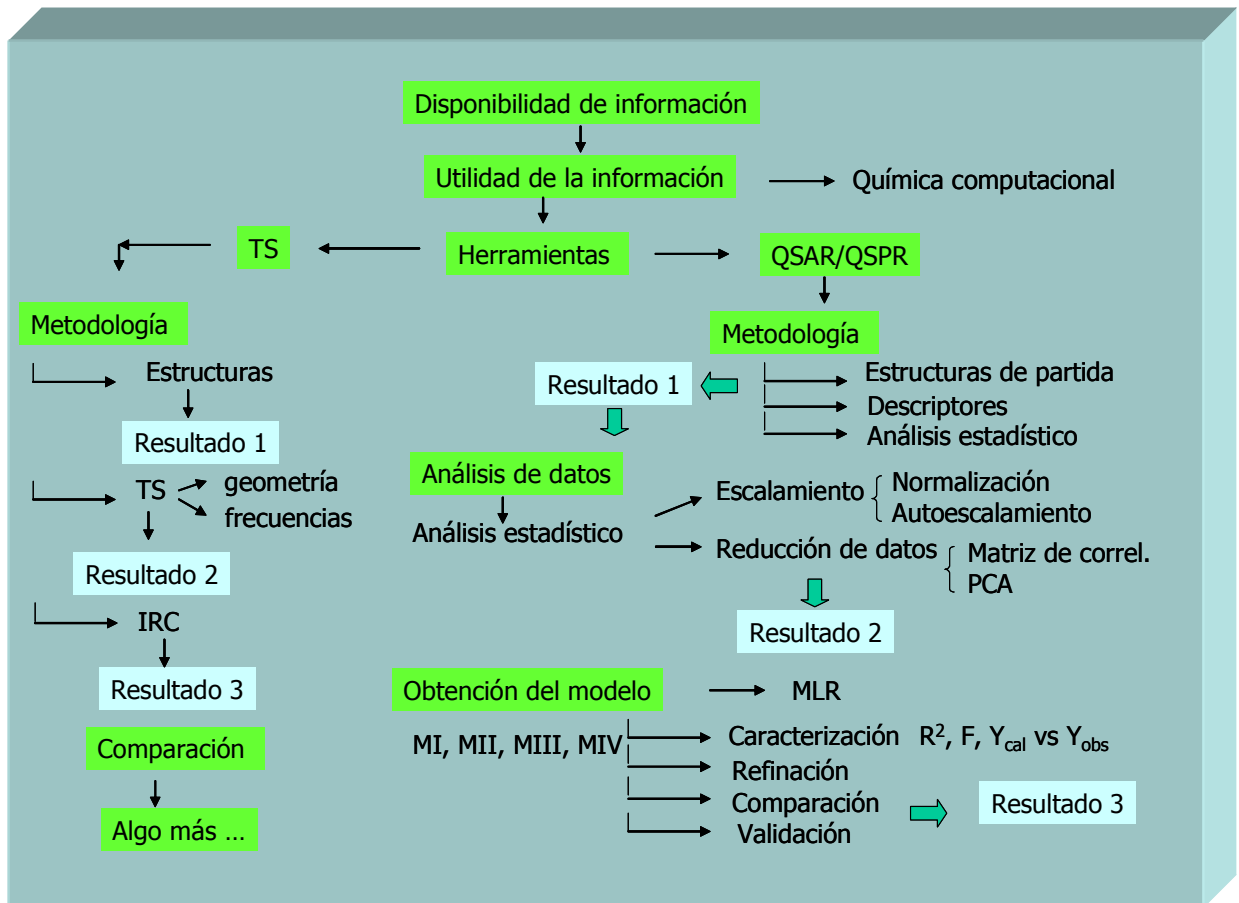 Disponibilidad de información
Utilidad de la información
Química computacional
TS
Herramientas
QSAR/QSPR
Metodología
Estructuras
Resultado 1
TS
geometría
frecuencias
Resultado 2
IRC
Resultado 3
Comparación
Algo más ...
Metodología
Estructuras de partida
Descriptores
Análisis estadístico
Resultado 1
Análisis de datos
Análisis estadístico
Escalamiento
Normalización
Autoescalamiento
Reducción de datos
Matriz de correl.
PCA
Resultado 2
Obtención del modelo
MLR
MI, MII, MIII, MIV
Caracterización R², F, Y_cal vs Y_obs
Refinación
Comparación
Validación
Resultado 3